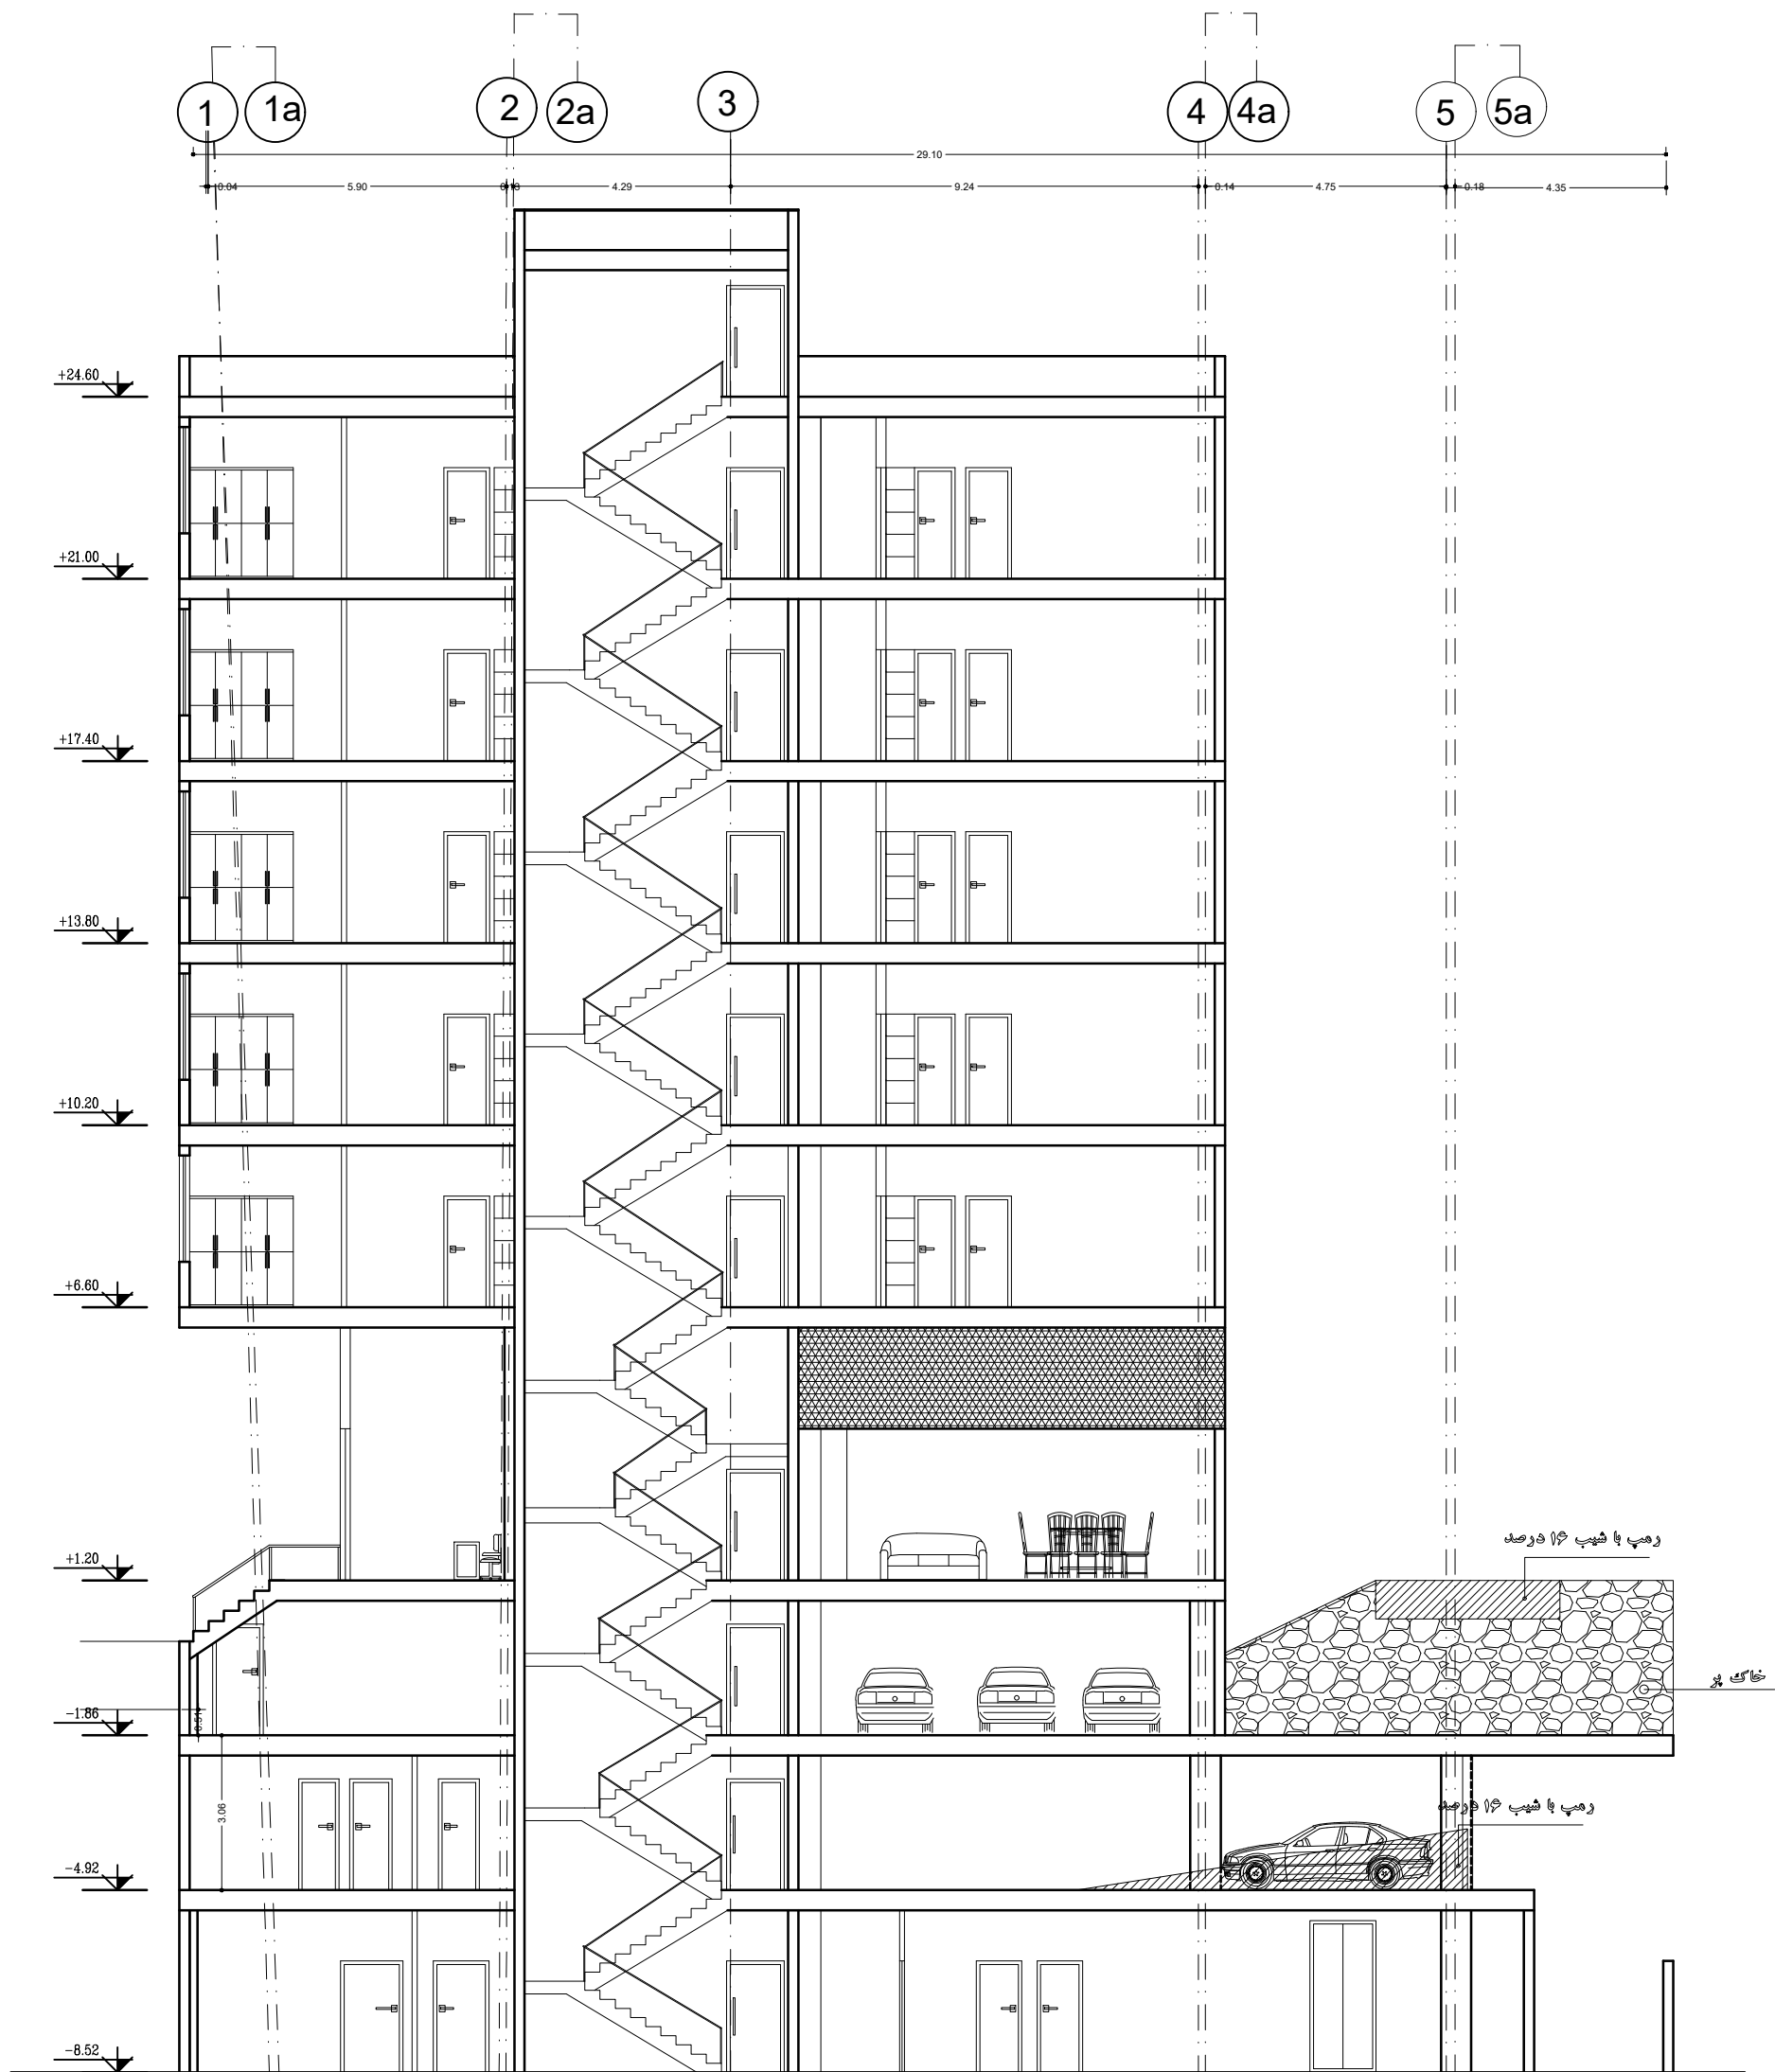 1 1a 2 2a 3 4 4a 5 5a
29.10
0.04 5.90 4.29 9.24 0.14 4.75 0.18 4.35
+24.60
+21.00
+17.40
+13.80
+10.20
+6.60
+1.20
رمپ با شیب ۱۶ درصد
خاک پر
-1.86
3.06
رمپ با شیب ۱۶ درصد
-4.92
-8.52